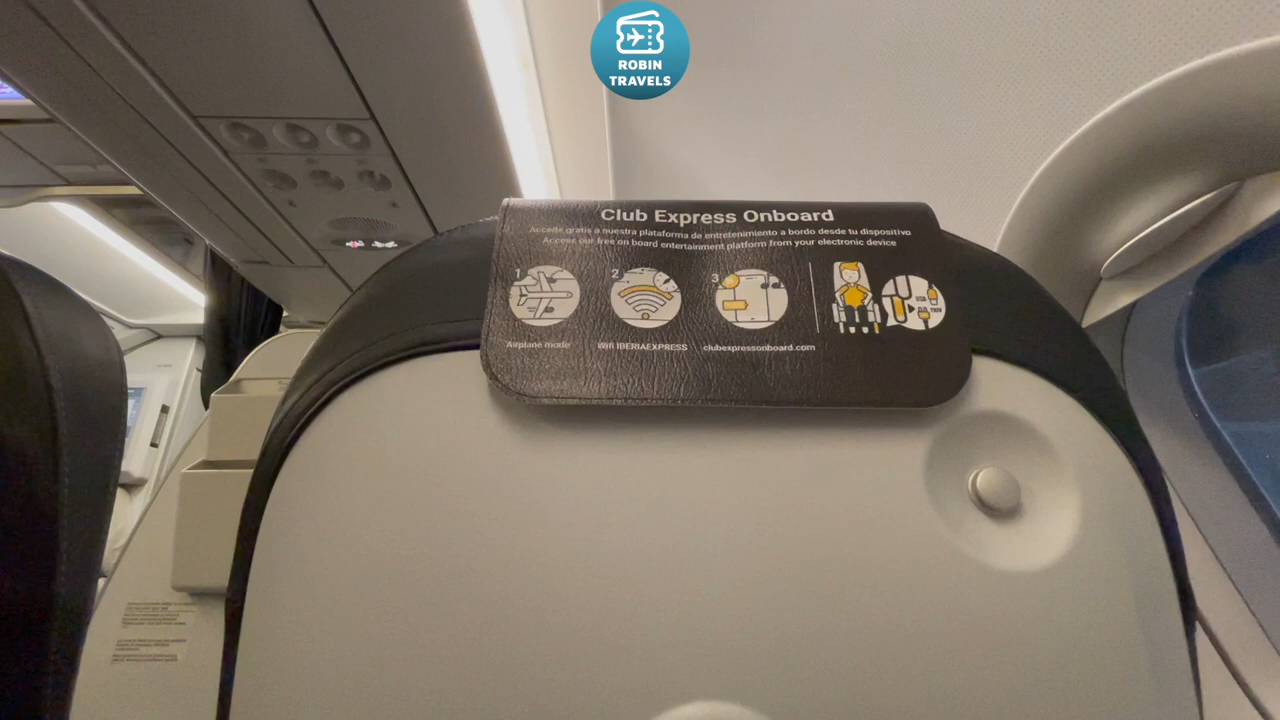 ROBIN
TRAVELS
Club Express Onboard
Accede gratis a nuestra plataforma de entretenimiento a bordo desde tu dispositivo
Access our free on board entertainment platform from your electronic device
1
2
3
USB
Airplane mode
Wifi IBERIAEXPRESS
clubexpressonboard.com